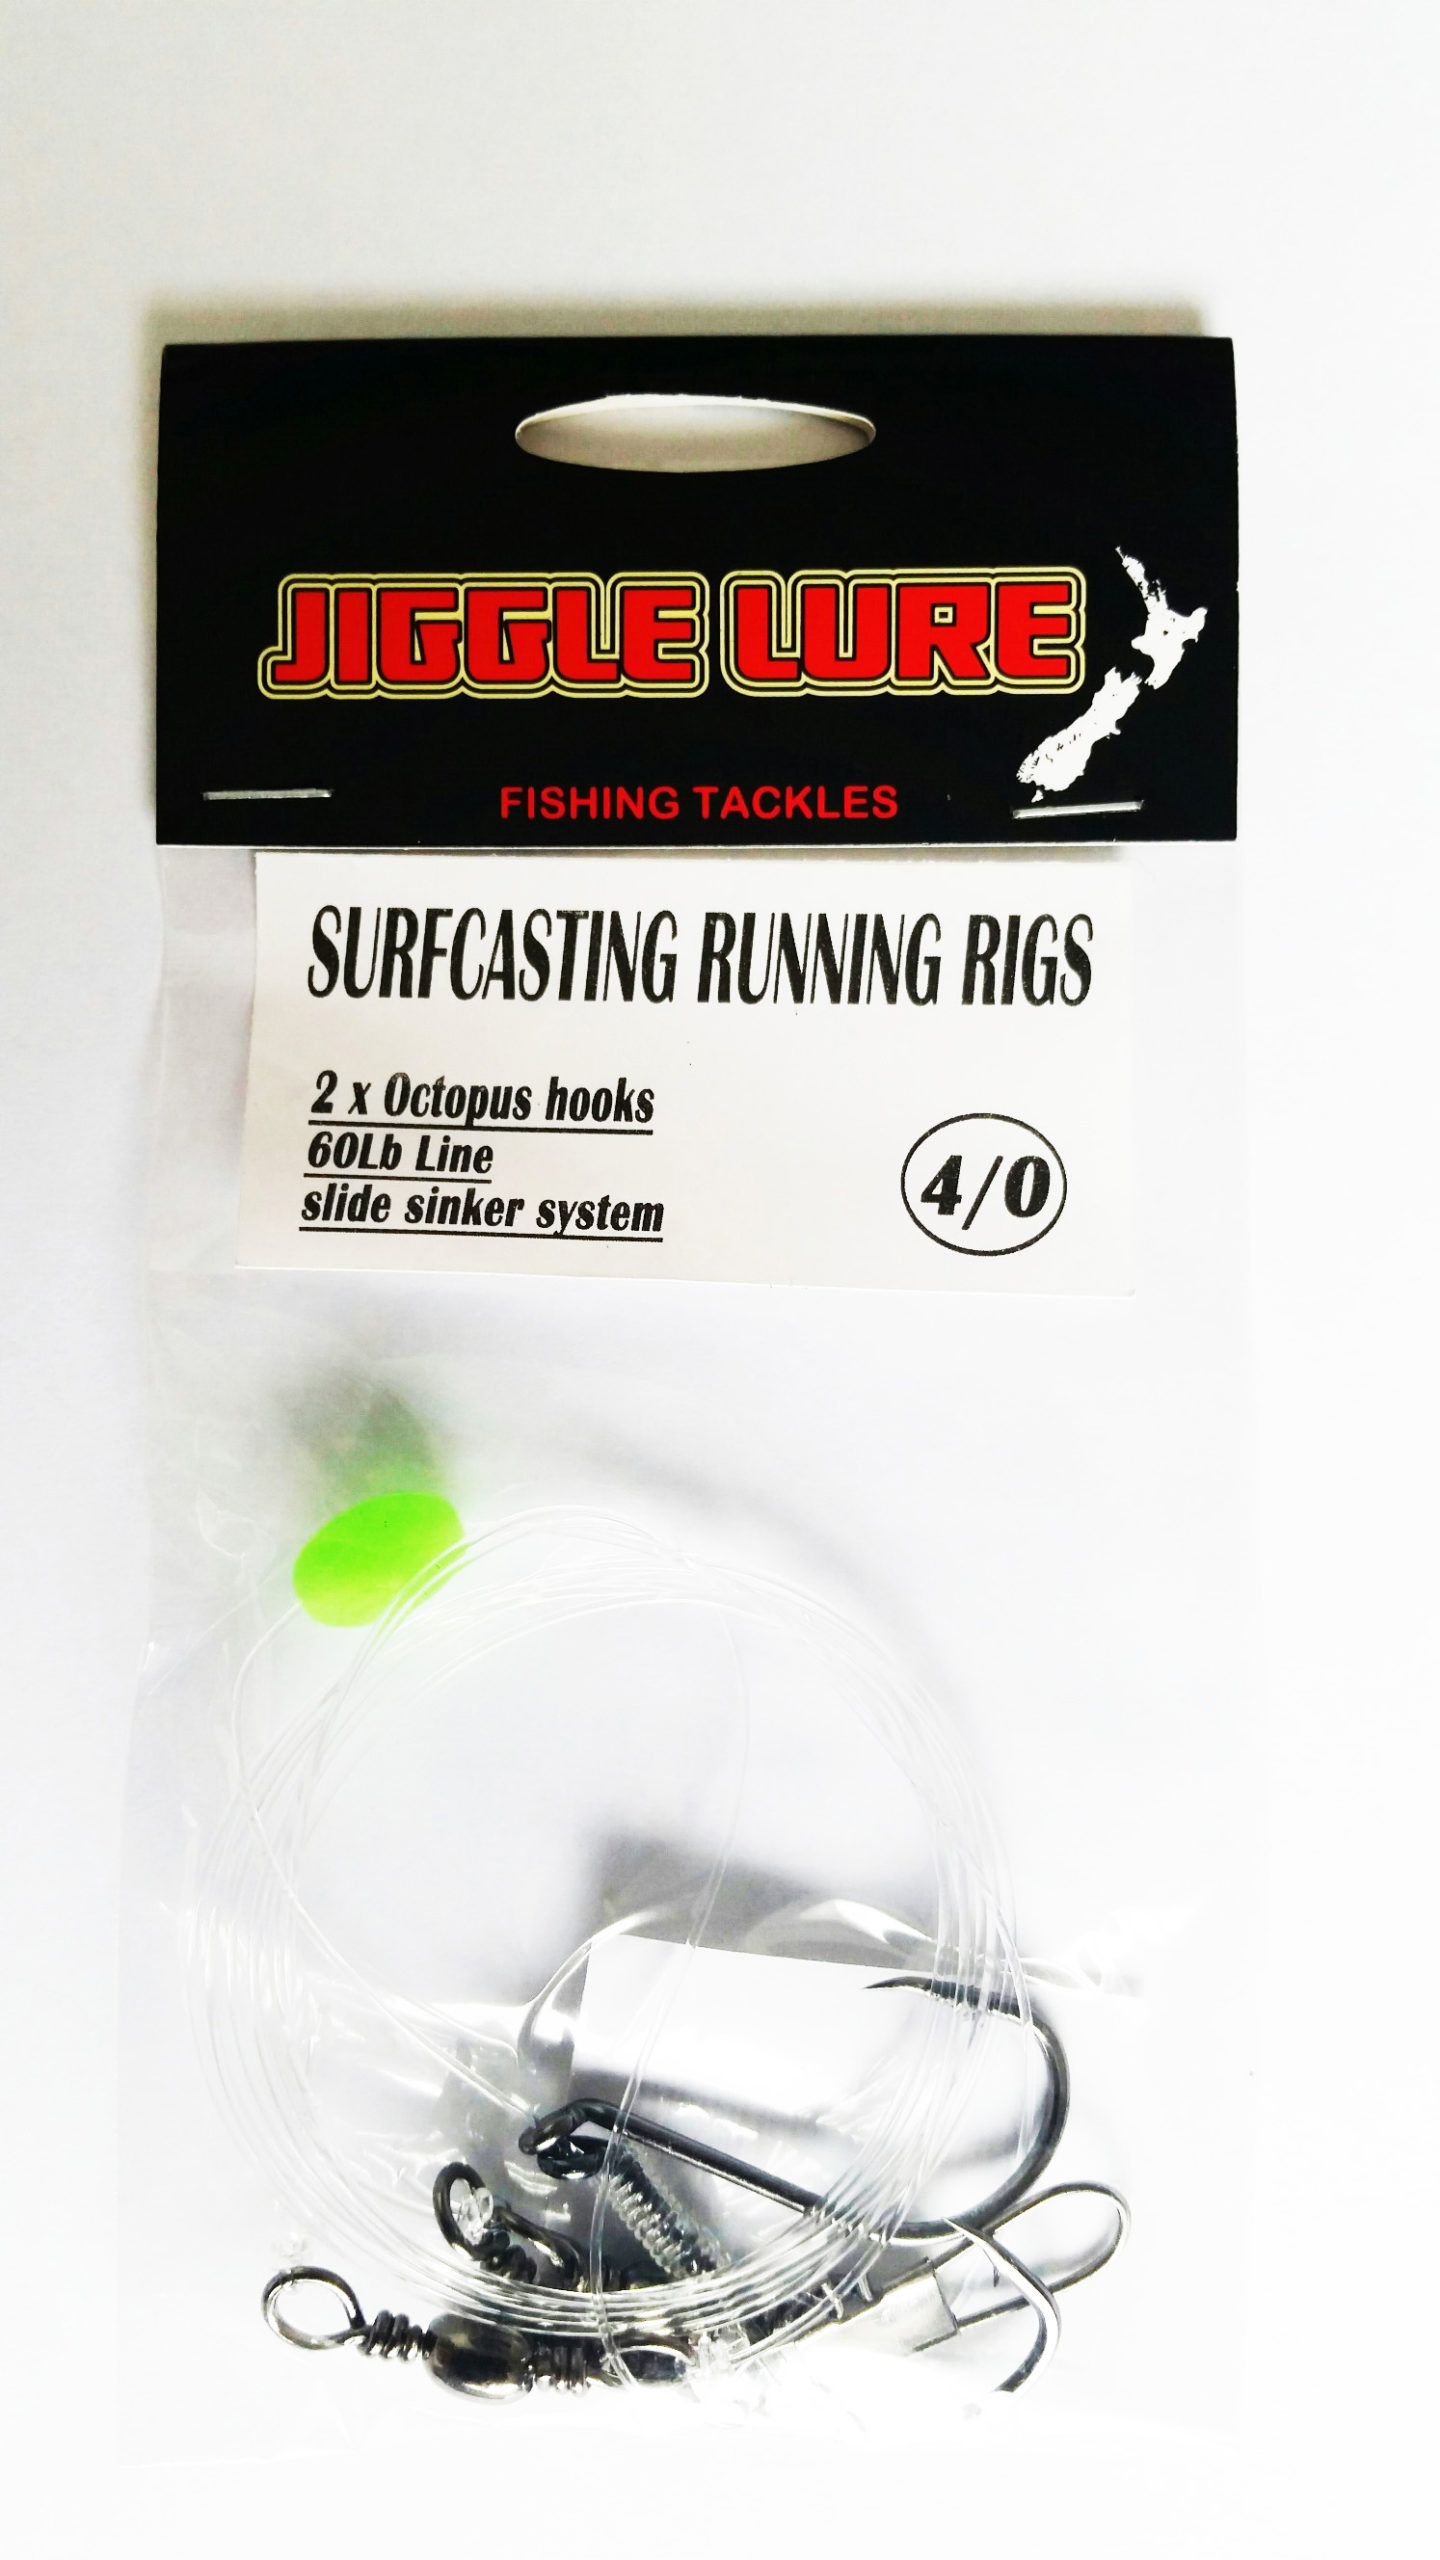 JIGGLE LURE
FISHING TACKLES
SURFCASTING RUNNING RIGS
2 x Octopus hooks
60Lb Line
slide sinker system
4/0